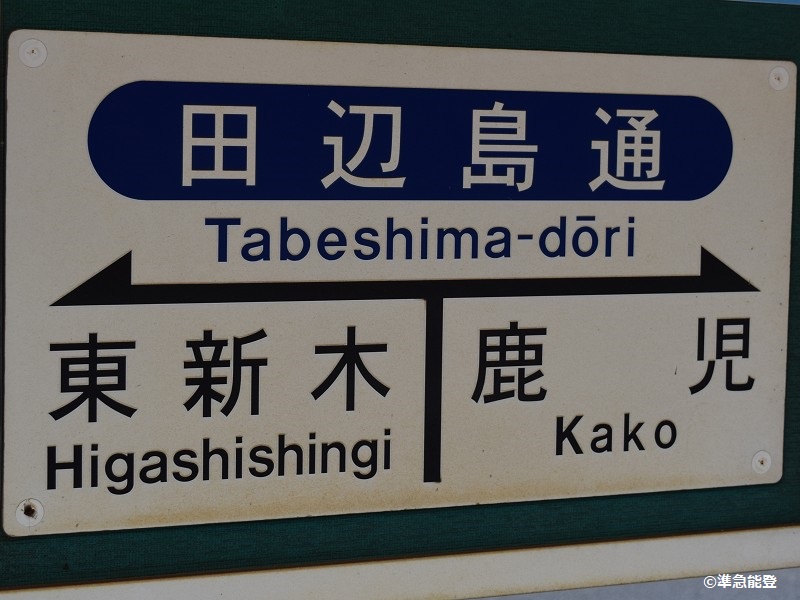 田辺島通
Tabeshima-dōri
東新木
Higashishingi
鹿児
Kako
©準急能登